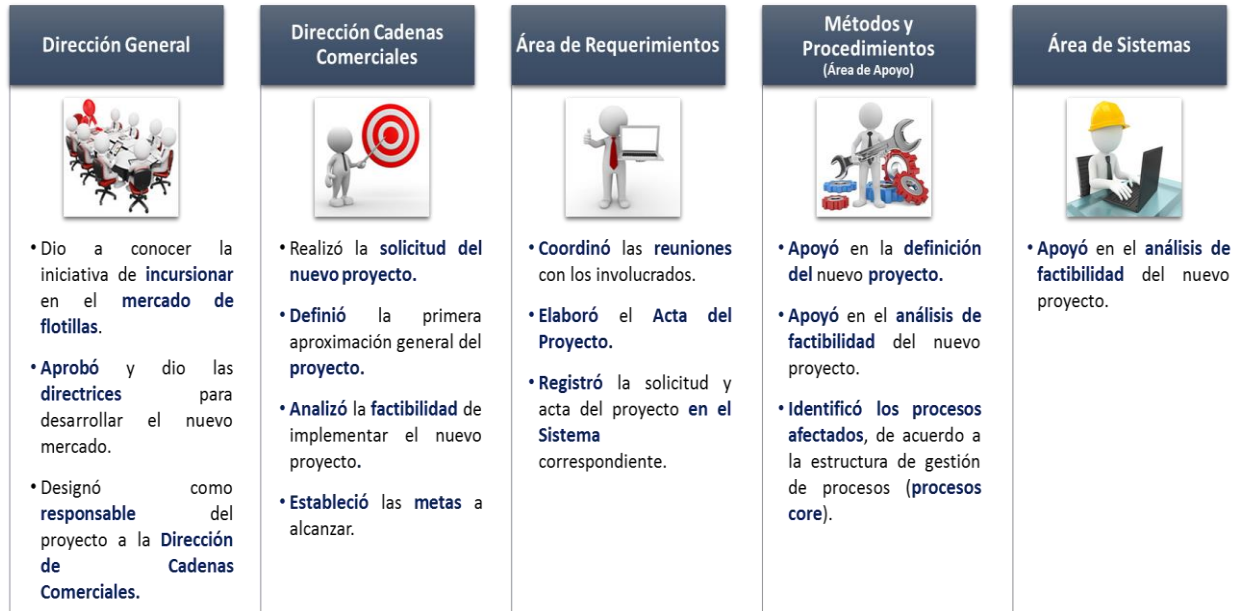 Dirección General
• Dio a conocer la
iniciativa de incursionar
en el mercado de
flotillas.
• Aprobó y dio las
directrices para
desarrollar el nuevo
mercado.
• Designó como
responsable del
proyecto a la Dirección
de Cadenas
Comerciales.
Dirección Cadenas
Comerciales
• Realizó la solicitud del
nuevo proyecto.
• Definió la primera
aproximación general del
proyecto.
• Analizó la factibilidad de
implementar el nuevo
proyecto.
• Estableció las metas a
alcanzar.
Área de Requerimientos
• Coordinó las reuniones
con los involucrados.
• Elaboró el Acta del
Proyecto.
• Registró la solicitud y
acta del proyecto en el
Sistema
correspondiente.
Métodos y
Procedimientos
(Área de Apoyo)
• Apoyó en la definición
del nuevo proyecto.
• Apoyó en el análisis de
factibilidad del nuevo
proyecto.
• Identificó los procesos
afectados, de acuerdo a
la estructura de gestión
de procesos (procesos
core).
Área de Sistemas
• Apoyó en el análisis de
factibilidad del nuevo
proyecto.